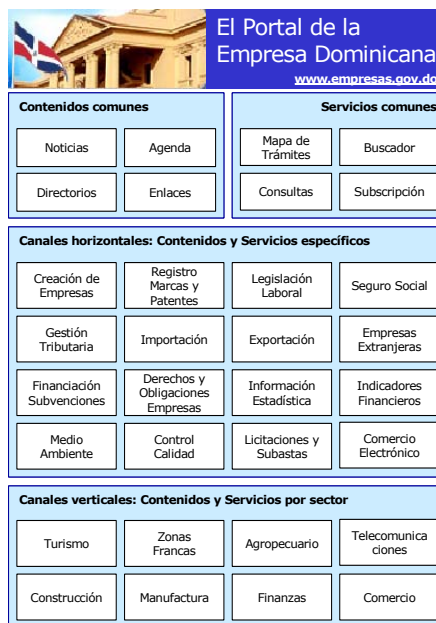 El Portal de la
Empresa Dominicana
www.empresas.gov.do
Contenidos comunes
Servicios comunes
Noticias
Agenda
Mapa de
Trámites
Buscador
Directorios
Enlaces
Consultas
Subscripción
Canales horizontales: Contenidos y Servicios específicos
Creación de
Empresas
Registro
Marcas y
Patentes
Legislación
Laboral
Seguro Social
Gestión
Tributaria
Importación
Exportación
Empresas
Extranjeras
Financiación
Subvenciones
Derechos y
Obligaciones
Empresas
Información
Estadística
Indicadores
Financieros
Medio
Ambiente
Control
Calidad
Licitaciones y
Subastas
Comercio
Electrónico
Canales verticales: Contenidos y Servicios por sector
Turismo
Zonas
Francas
Agropecuario
Telecomunica
ciones
Construcción
Manufactura
Finanzas
Comercio